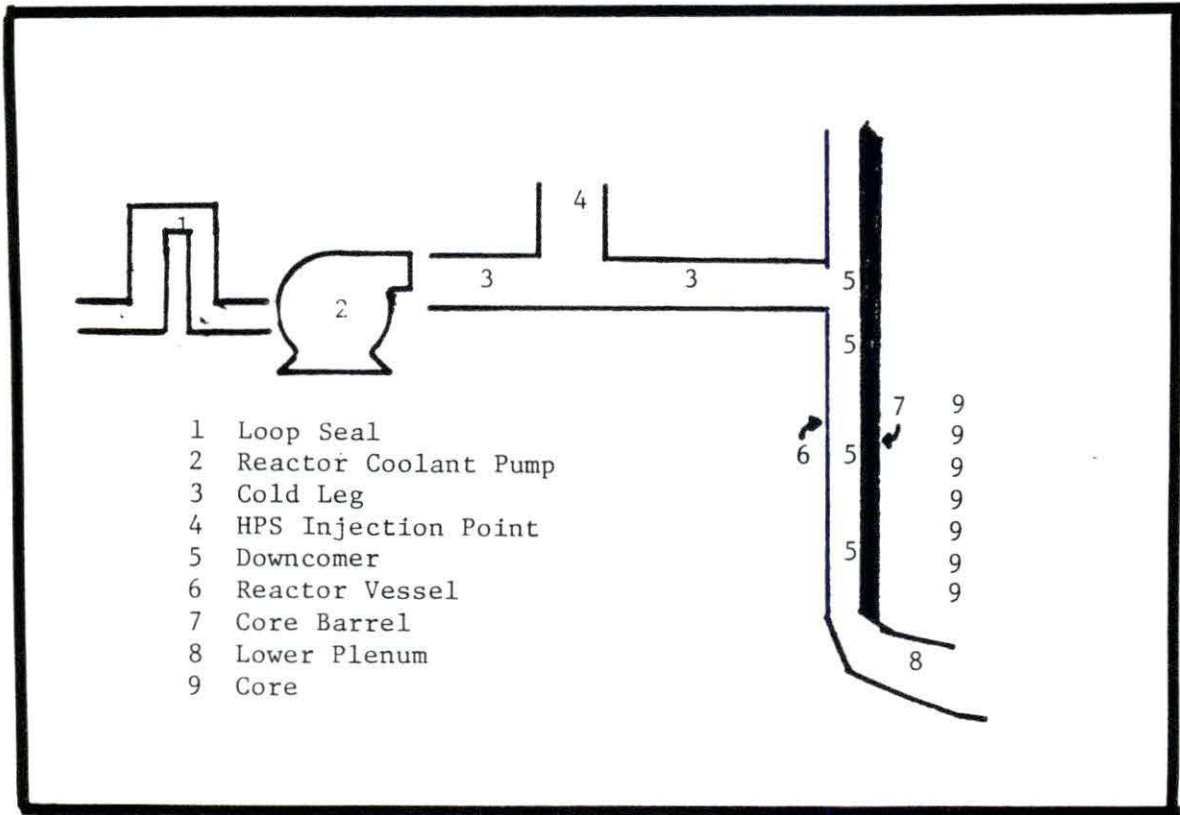 4
1
3
3
5
2
5
7
9
9
6
5
9
9
9
5
9
9
8
1 Loop Seal
2 Reactor Coolant Pump
3 Cold Leg
4 HPS Injection Point
5 Downcomer
6 Reactor Vessel
7 Core Barrel
8 Lower Plenum
9 Core